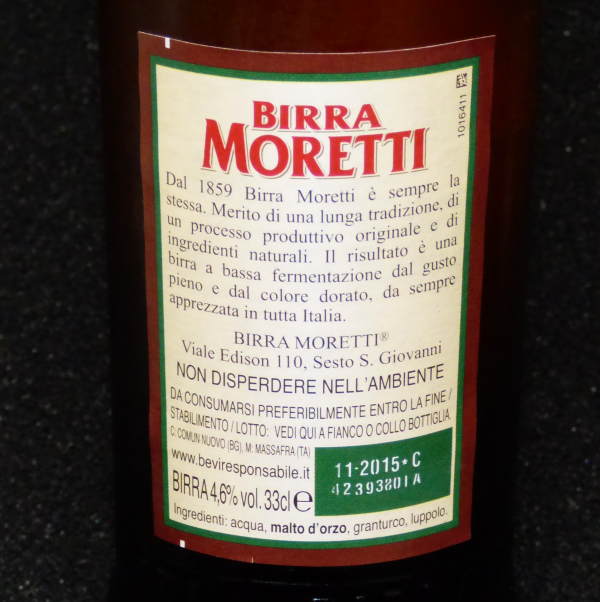 1016411
BIRRA
MORETTI
Dal 1859 Birra Moretti è sempre la
stessa. Merito di una lunga tradizione, di
un processo produttivo originale e di
ingredienti naturali. Il risultato è una
birra a bassa fermentazione dal gusto
pieno e dal colore dorato, da sempre
apprezzata in tutta Italia.
BIRRA MORETTI®
Viale Edison 110, Sesto S. Giovanni
NON DISPERDERE NELL'AMBIENTE
DA CONSUMARSI PREFERIBILMENTE ENTRO LA FINE /
STABILIMENTO / LOTTO: VEDI QUI A FIANCO O COLLO BOTTIGLIA.
C: COMUN NUOVO (BG), M: MASSAFRA (TA)
www.beviresponsabile.it
11-2015*C
42393801A
BIRRA 4,6% vol. 33cl e
Ingredienti: acqua, malto d'orzo, granturco, luppolo.